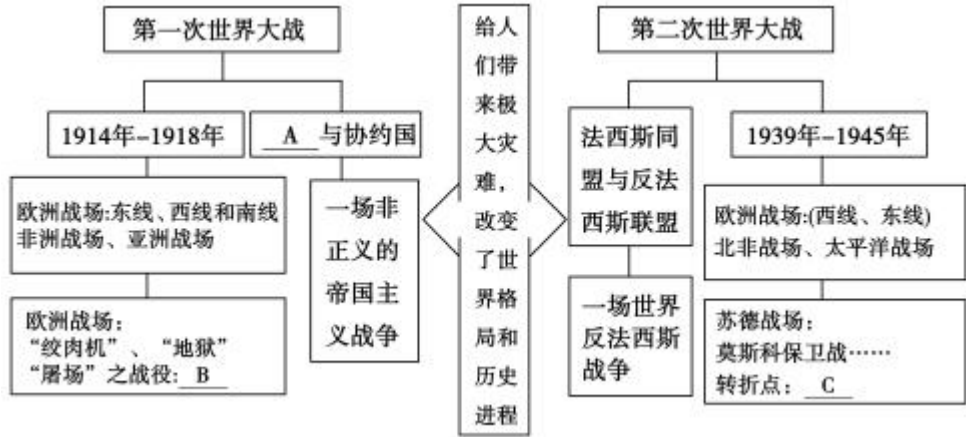 第一次世界大战
1914年-1918年
A 与协约国
欧洲战场:东线、西线和南线
非洲战场、亚洲战场
一场非
正义的
帝国主
义战争
欧洲战场：
“绞肉机”、“地狱”
“屠场”之战役: B
给人
们带
来极
大灾
难，
改变
了世
界格
局和
历史
进程
第二次世界大战
法西斯同
盟与反法
西斯联盟
1939年-1945年
欧洲战场:(西线、东线)
北非战场、太平洋战场
一场世界
反法西斯
战争
苏德战场：
莫斯科保卫战……
转折点： C